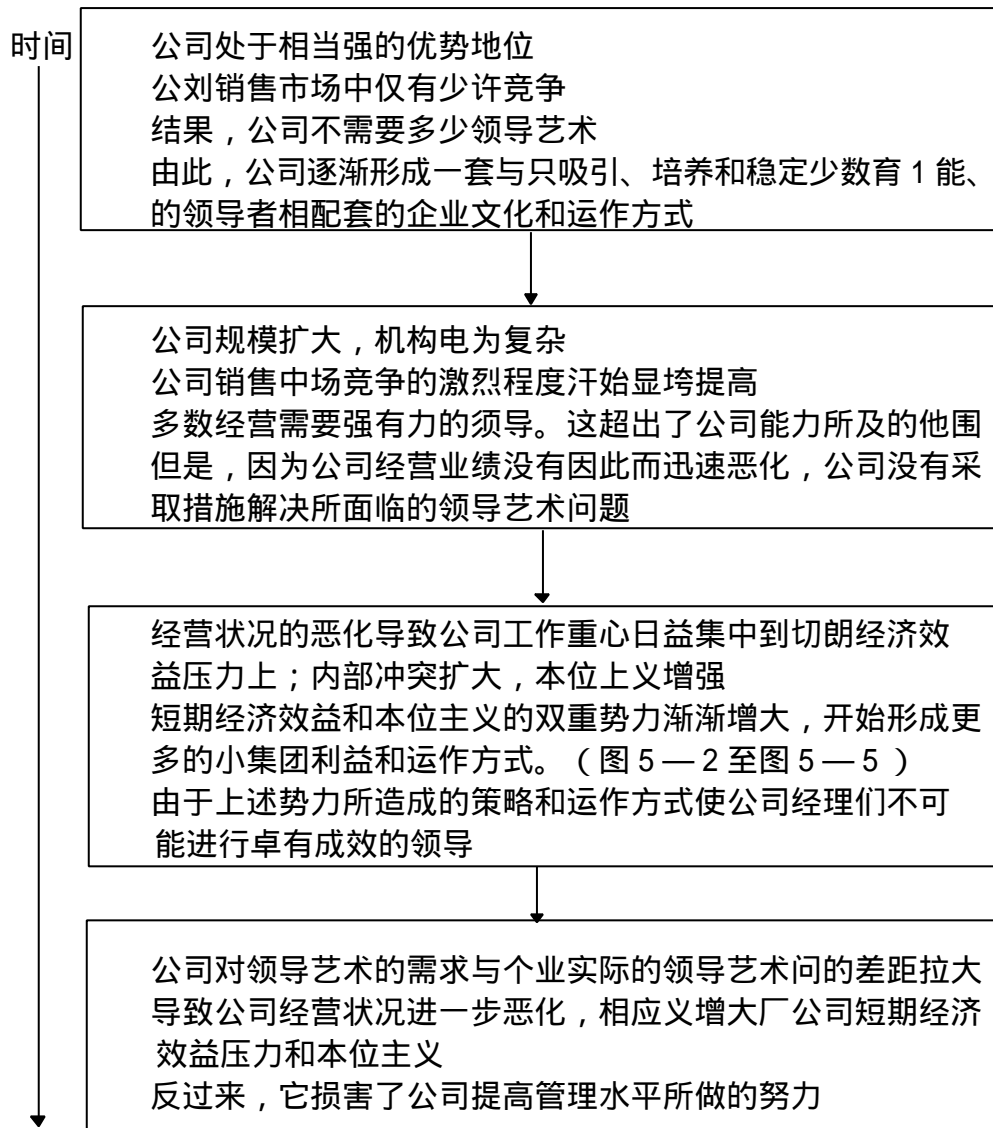 时间
公司处于相当强的优势地位
公刘销售市场中仅有少许竞争
结果，公司不需要多少领导艺术
由此，公司逐渐形成一套与只吸引、培养和稳定少数育 1 能、
的领导者相配套的企业文化和运作方式
公司规模扩大，机构电为复杂
公司销售中场竞争的激烈程度汗始显垮提高
多数经营需要强有力的须导。这超出了公司能力所及的他围
但是，因为公司经营业绩没有因此而迅速恶化，公司没有采
取措施解决所面临的领导艺术问题
经营状况的恶化导致公司工作重心日益集中到切朗经济效
益压力上；内部冲突扩大，本位上义增强
短期经济效益和本位主义的双重势力渐渐增大，开始形成更
多的小集团利益和运作方式。（图 5 — 2 至图 5 — 5 ）
由于上述势力所造成的策略和运作方式使公司经理们不可
能进行卓有成效的领导
公司对领导艺术的需求与个业实际的领导艺术问的差距拉大
导致公司经营状况进一步恶化，相应义增大厂公司短期经济
效益压力和本位主义
反过来，它损害了公司提高管理水平所做的努力